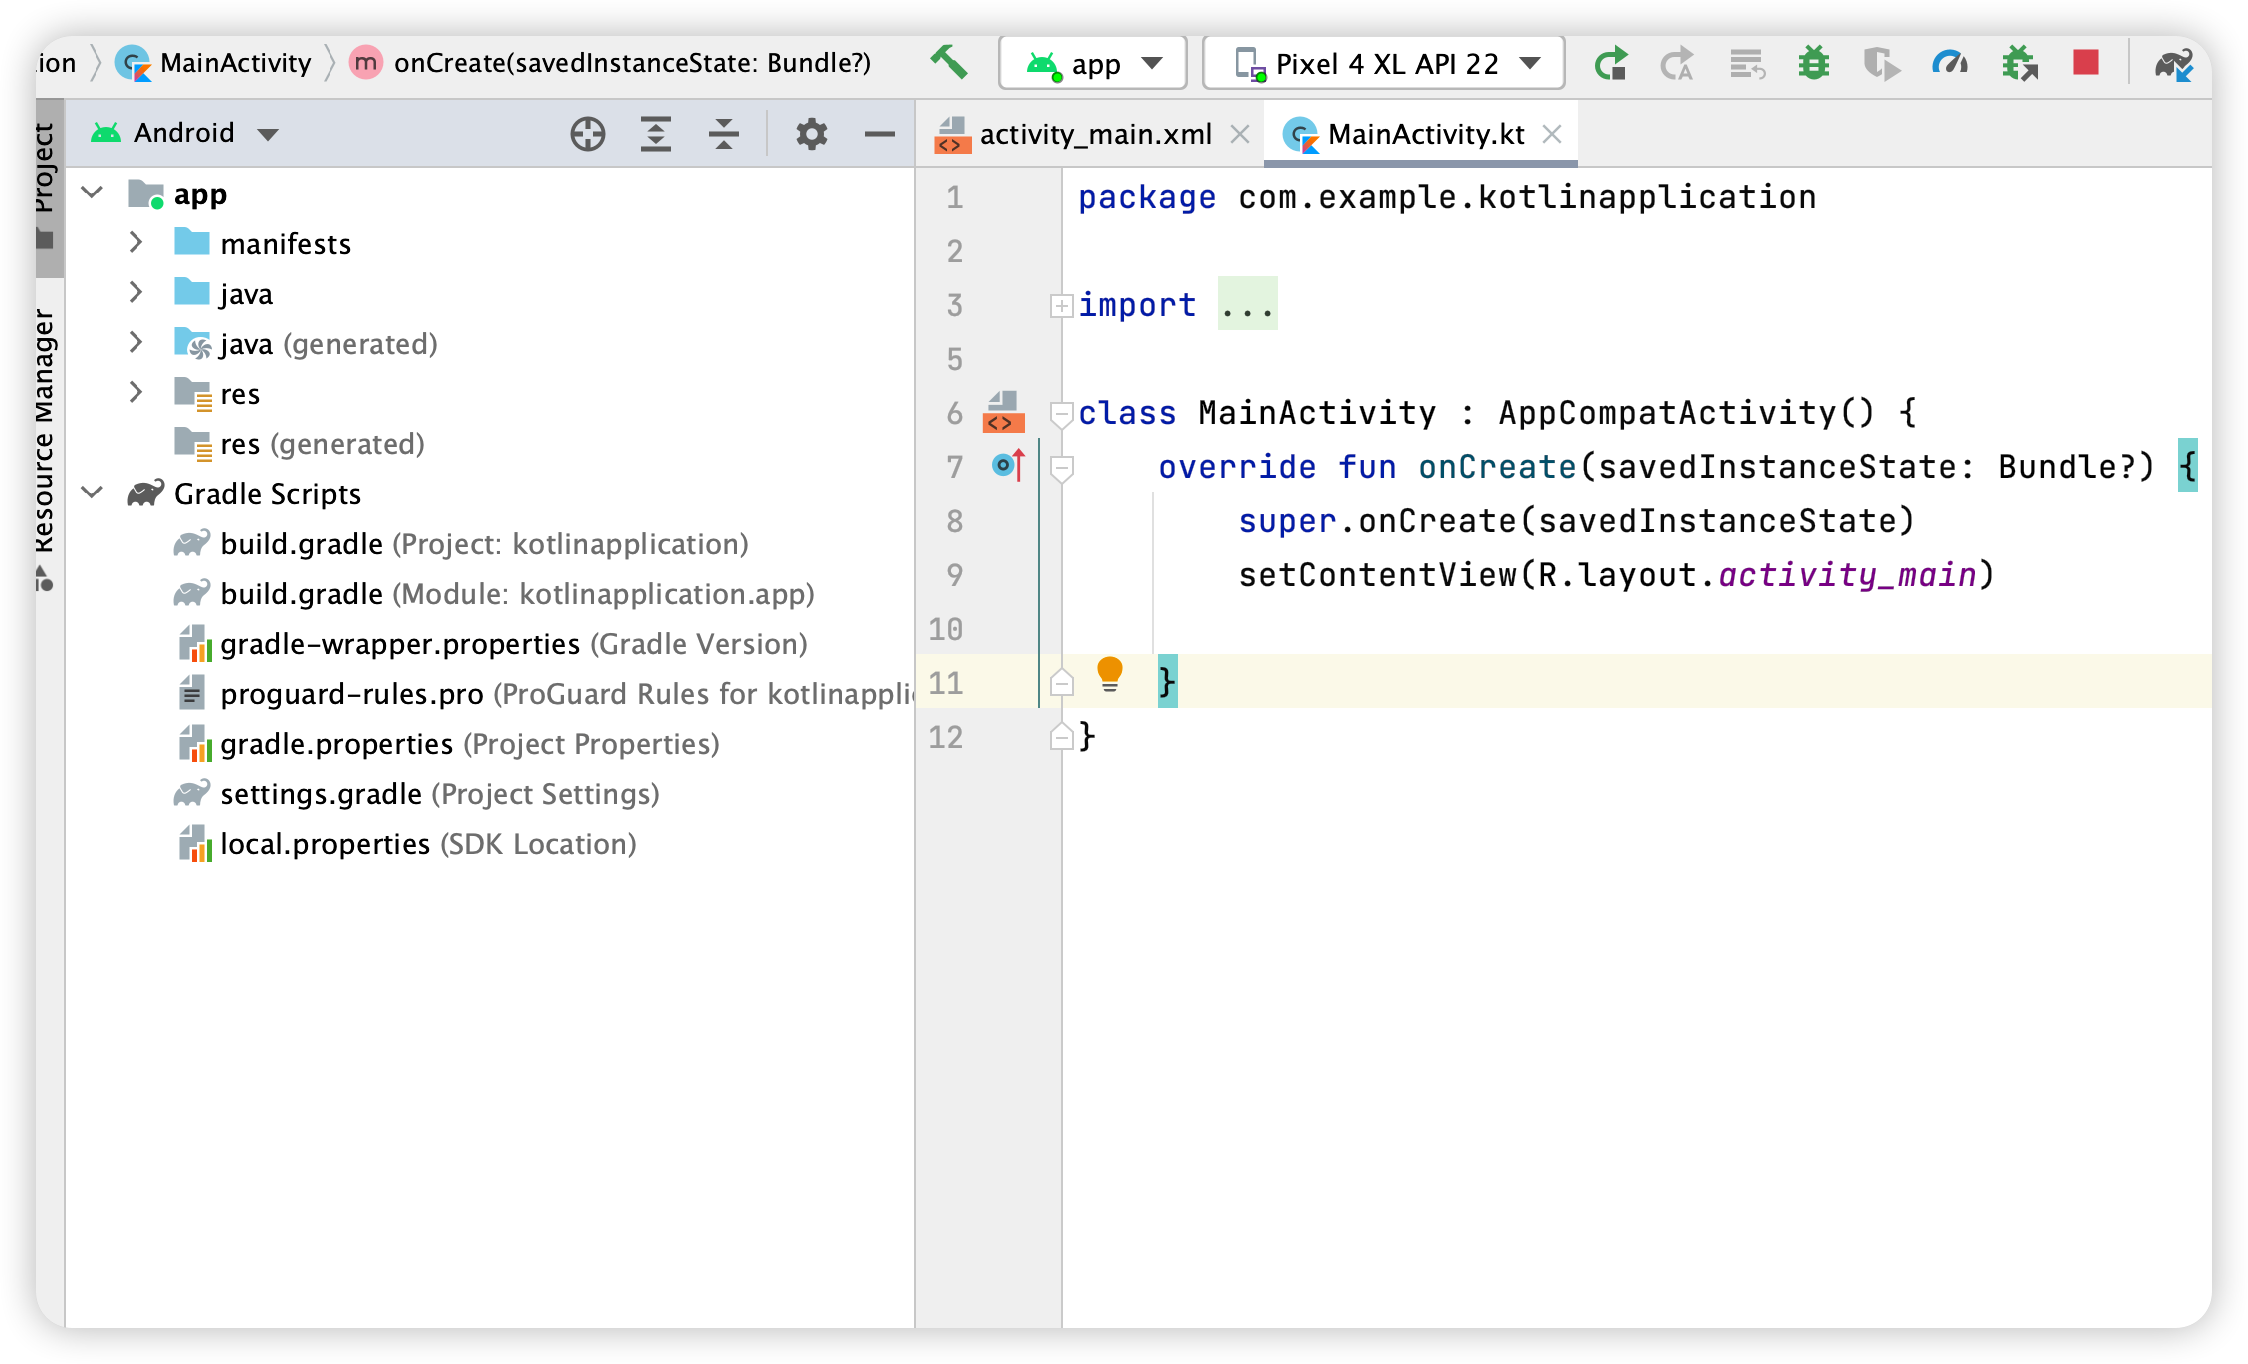 ion MainActivity m onCreate(savedInstanceState: Bundle?) app Pixel 4 XL API 22
Project
Resource Manager
Android
app
manifests
java
java (generated)
res
res (generated)
Gradle Scripts
build.gradle (Project: kotlinapplication)
build.gradle (Module: kotlinapplication.app)
gradle-wrapper.properties (Gradle Version)
proguard-rules.pro (ProGuard Rules for kotlinappli
gradle.properties (Project Properties)
settings.gradle (Project Settings)
local.properties (SDK Location)
activity_main.xml MainActivity.kt
1 package com.example.kotlinapplication
2
3 import ...
5
6 class MainActivity : AppCompatActivity() {
7 override fun onCreate(savedInstanceState: Bundle?) {
8 super.onCreate(savedInstanceState)
9 setContentView(R.layout.activity_main)
10
11 }
12 }